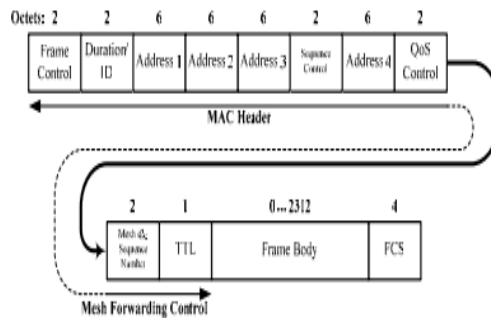 Octets: 2 2 6 6 6 2 6 2
Frame Control
Duration/ ID
Address 1
Address 2
Address 3
Sequence Control
Address 4
QoS Control
MAC Header
2 1 0...2312 4
Mesh Sequence Number
TTL
Frame Body
FCS
Mesh Forwarding Control